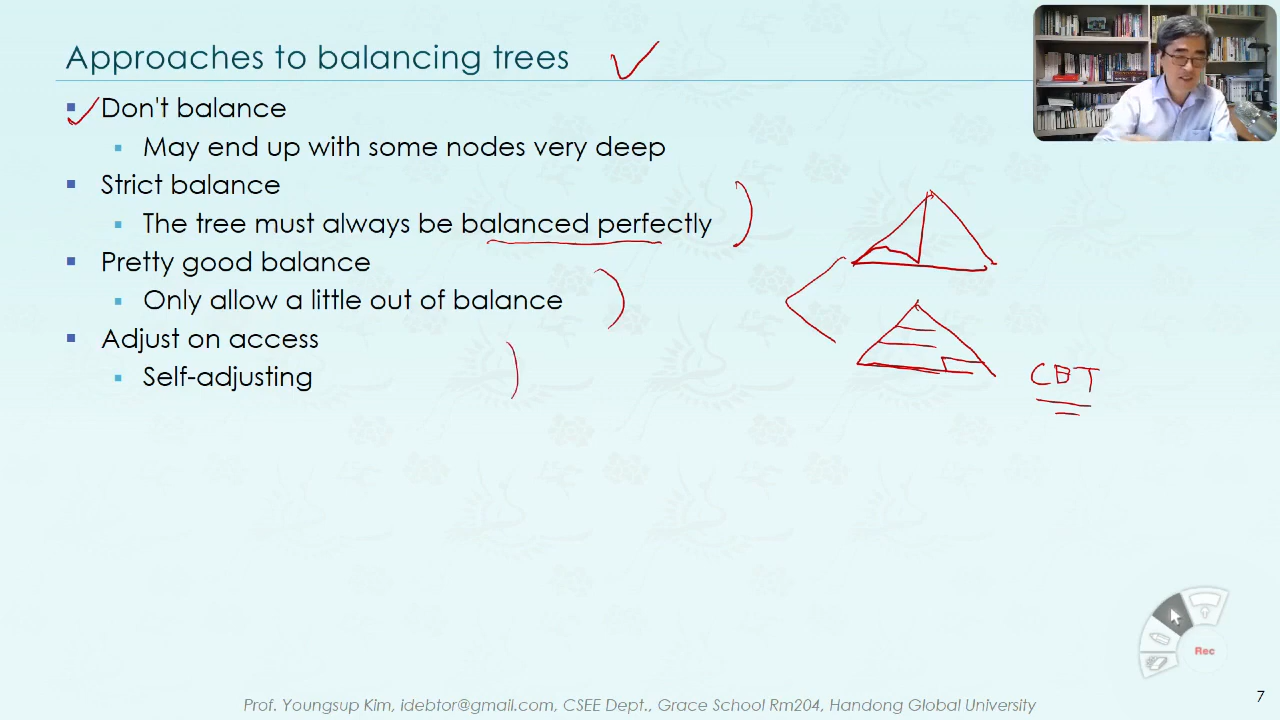 Approaches to balancing trees
Don't balance
May end up with some nodes very deep
Strict balance
The tree must always be balanced perfectly
Pretty good balance
Only allow a little out of balance
Adjust on access
Self-adjusting
CBT
Rec
Prof. Youngsup Kim, idebtor@gmail.com, CSEE Dept., Grace School Rm204, Handong Global University
7